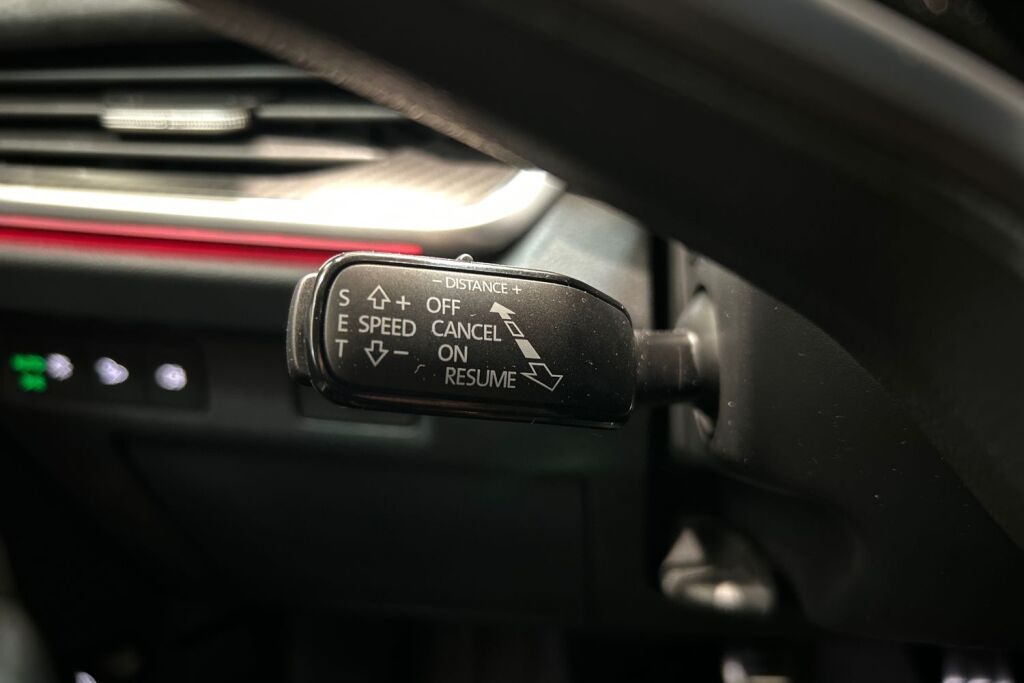 − DISTANCE +
S + OFF
E SPEED CANCEL
T − ON
RESUME